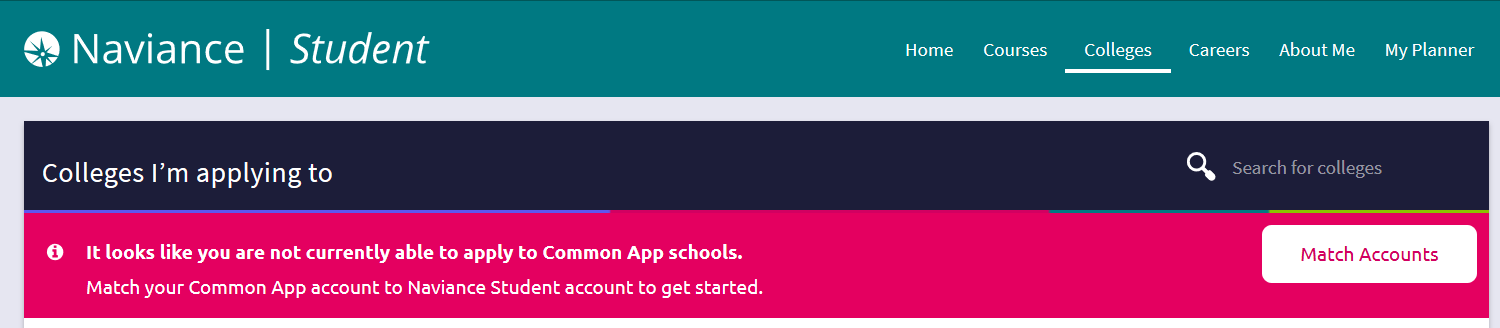 Naviance | Student
Home Courses Colleges Careers About Me My Planner
Colleges I’m applying to
Search for colleges
It looks like you are not currently able to apply to Common App schools.
Match Accounts
Match your Common App account to Naviance Student account to get started.